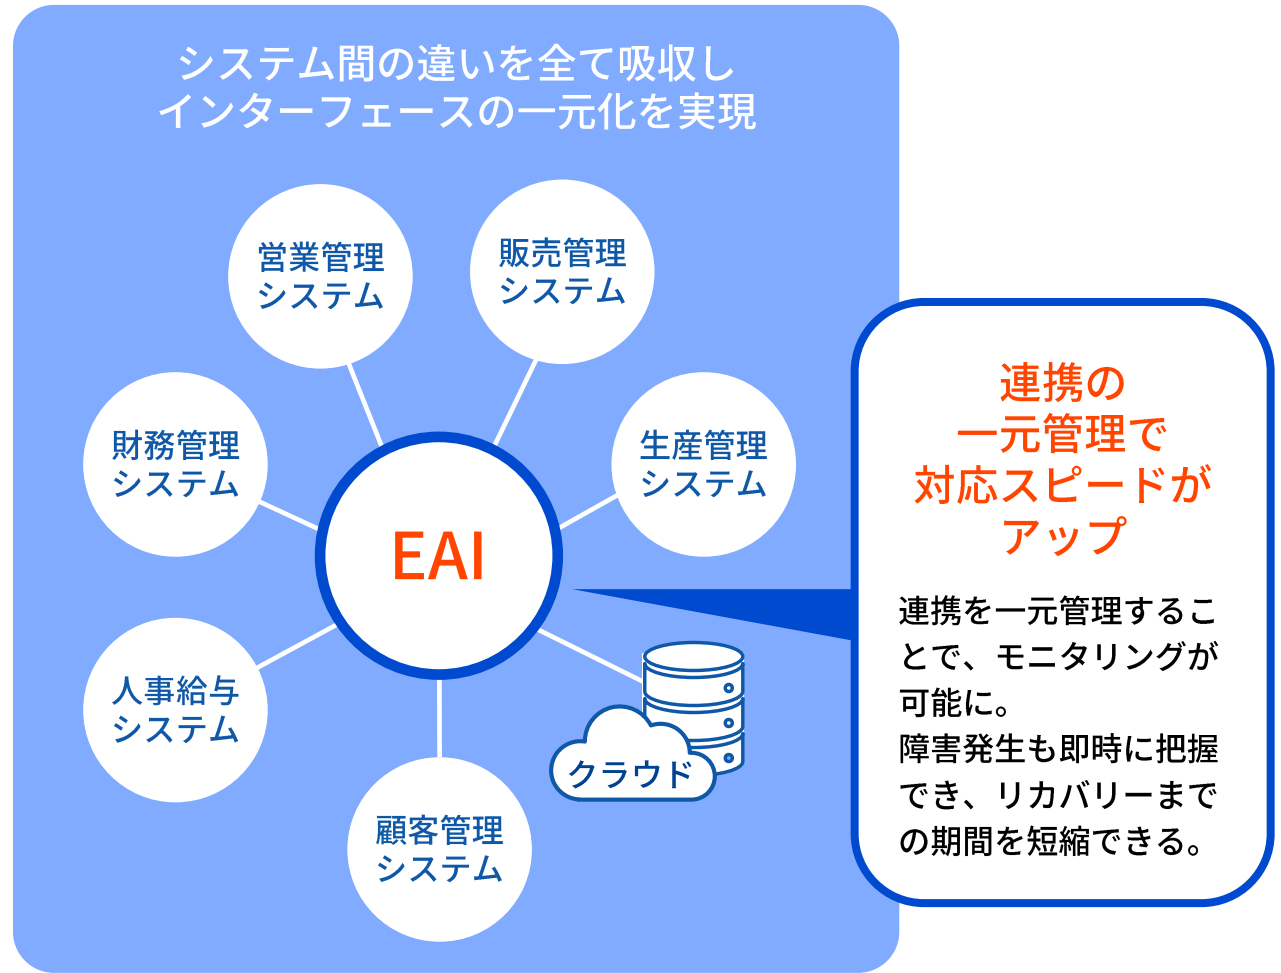 システム間の違いを全て吸収し
インターフェースの一元化を実現
営業管理
システム
販売管理
システム
財務管理
システム
生産管理
システム
EAI
人事給与
システム
クラウド
顧客管理
システム
連携の
一元管理で
対応スピードが
アップ
連携を一元管理するこ
とで、モニタリングが
可能に。
障害発生も即時に把握
でき、リカバリーまで
の期間を短縮できる。